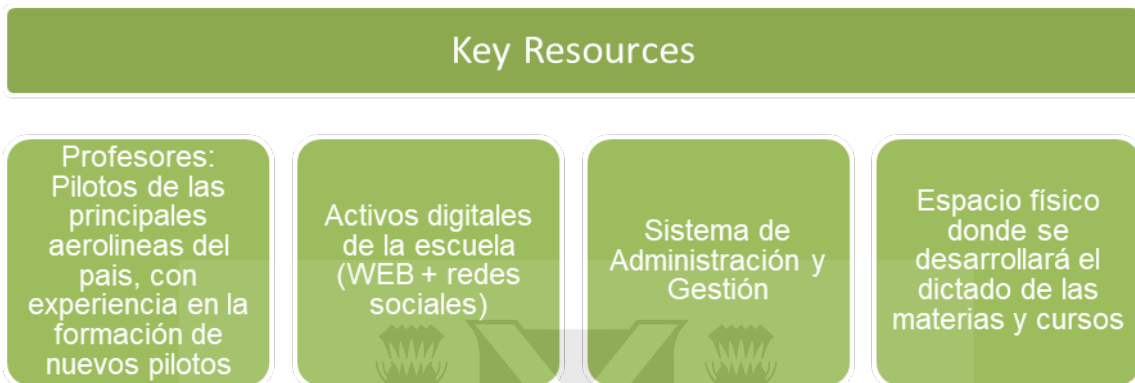 Key Resources
Profesores:
Pilotos de las
principales
aerolineas del
pais, con
experiencia en la
formación de
nuevos pilotos
Activos digitales
de la escuela
(WEB + redes
sociales)
Sistema de
Administración y
Gestión
Espacio físico
donde se
desarrollará el
dictado de las
materias y cursos